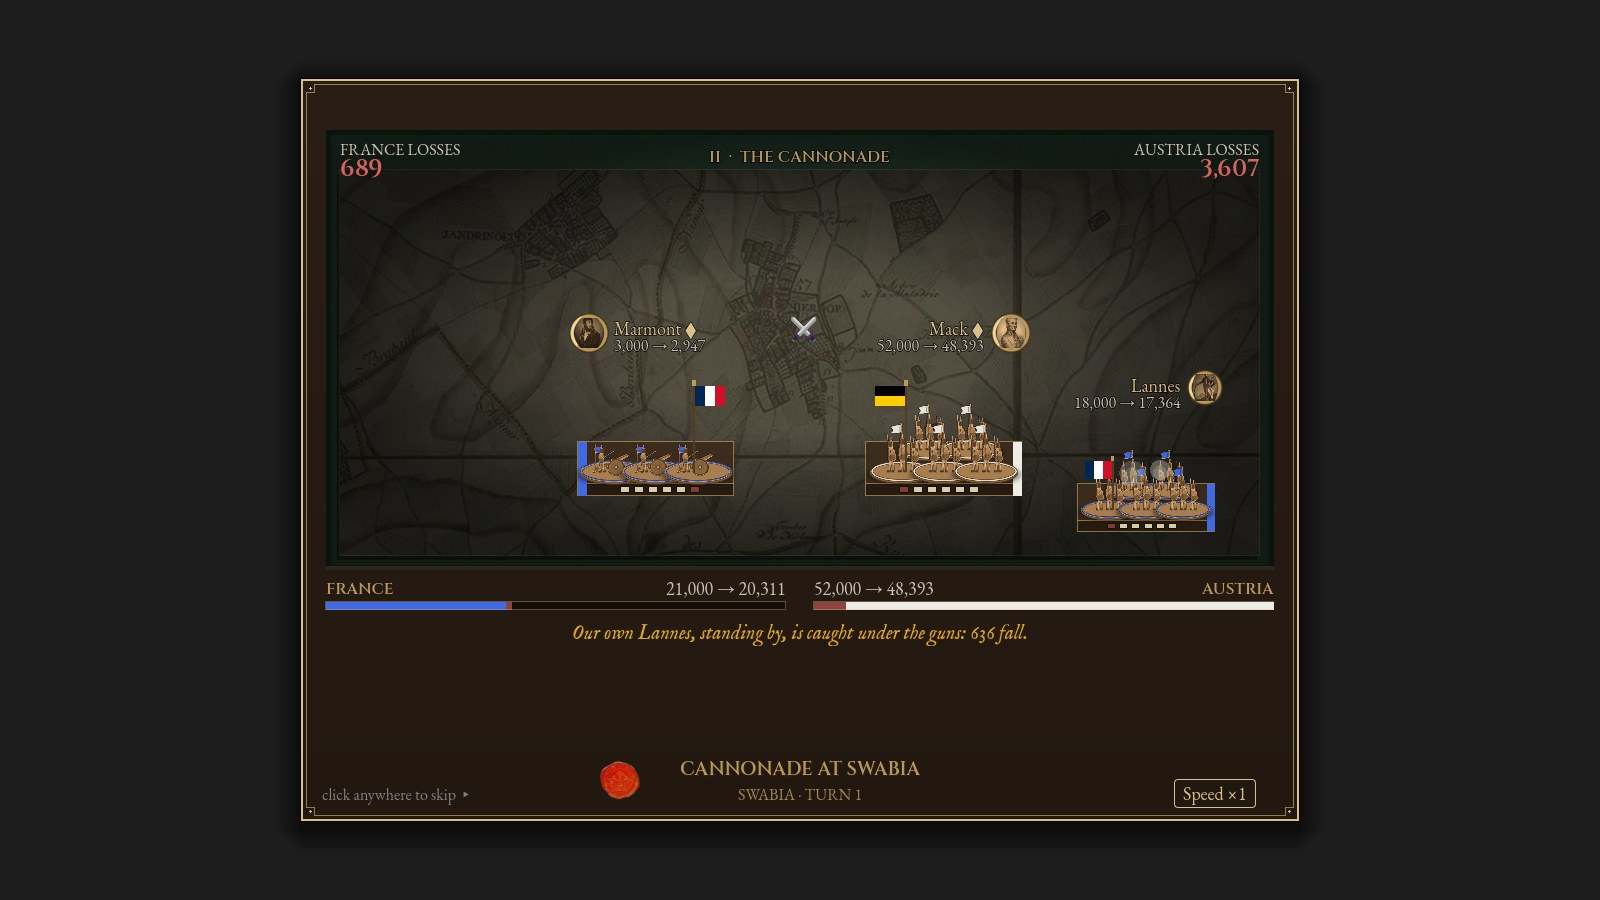 FRANCE LOSSES
689
II · THE CANNONADE
AUSTRIA LOSSES
3,607
Marmont
3,000 → 2,947
Mack
52,000 → 48,393
Lannes
18,000 → 17,364
FRANCE
21,000 → 20,311
52,000 → 48,393
AUSTRIA
Our own Lannes, standing by, is caught under the guns: 636 fall.
CANNONADE AT SWABIA
SWABIA · TURN 1
click anywhere to skip ▸
Speed ×1